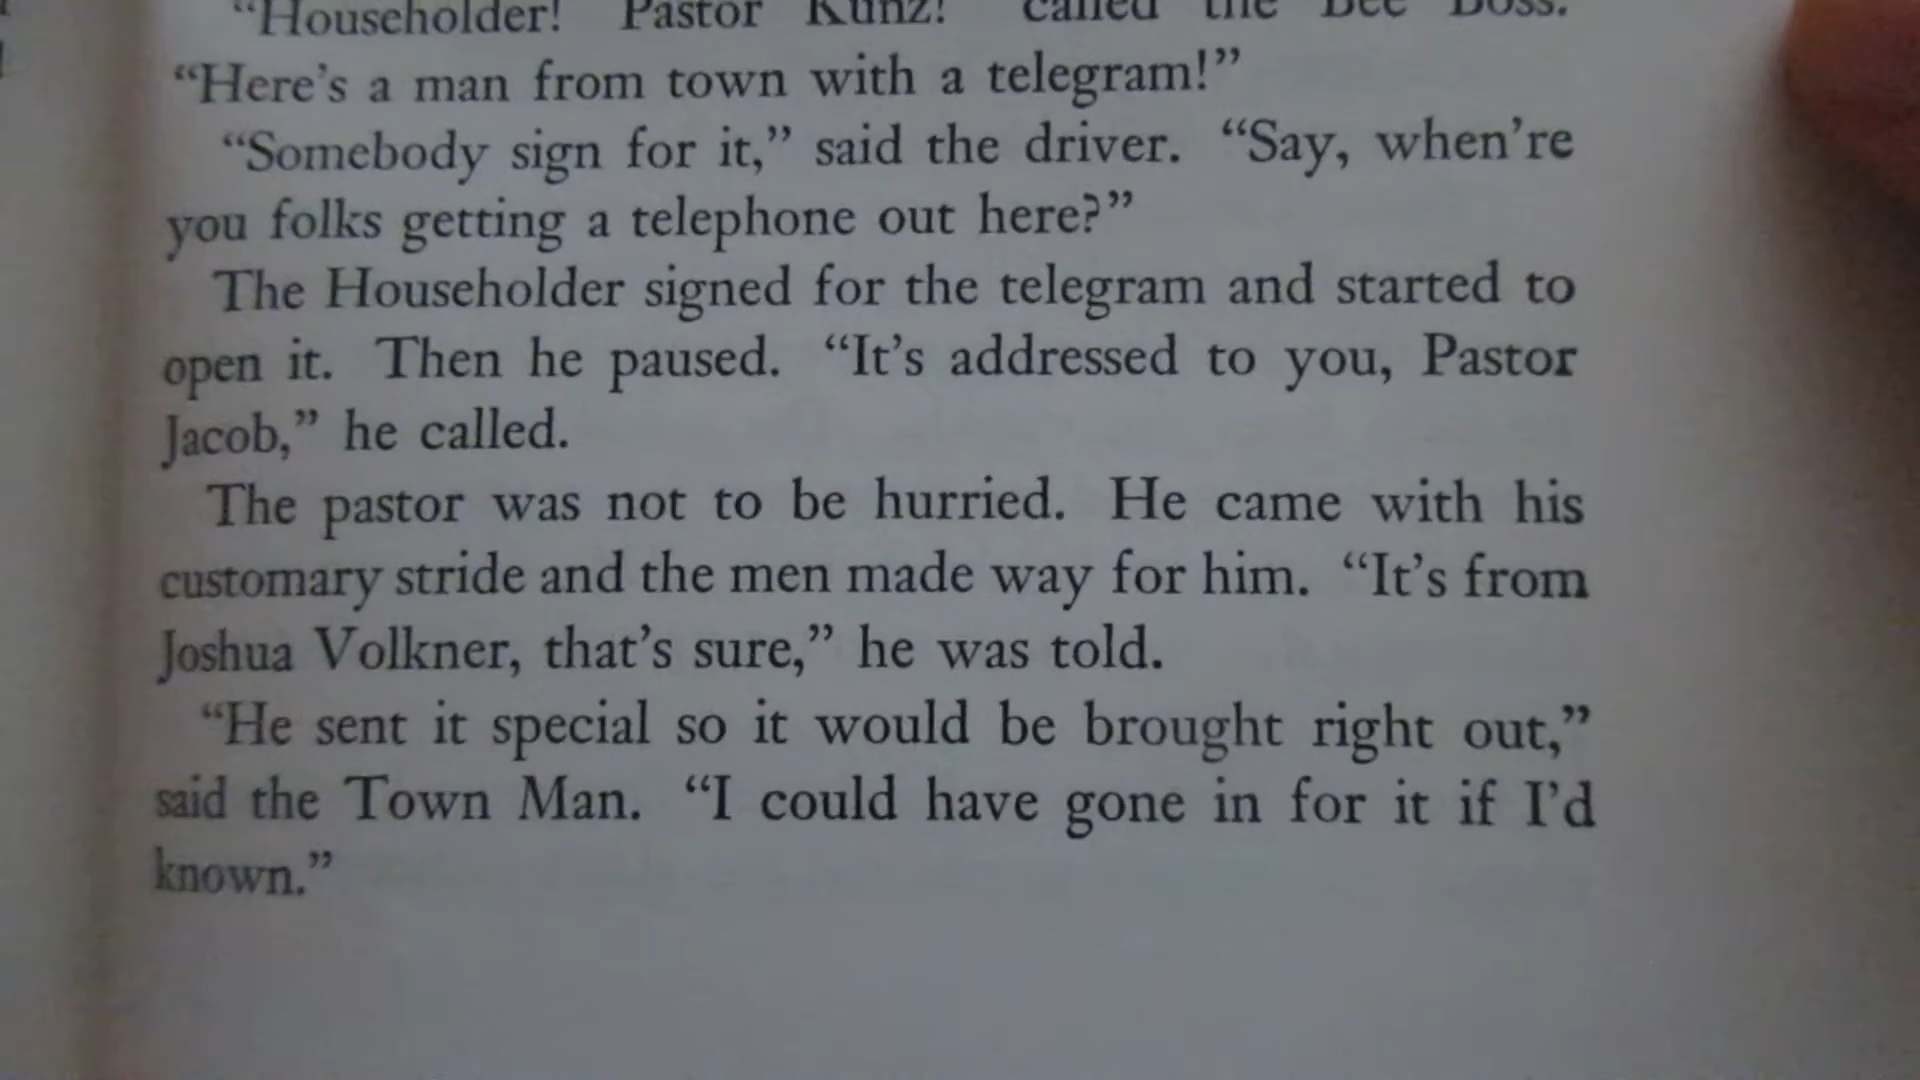 “Householder! Pastor Kunz!” called the Bee Boss.
“Here’s a man from town with a telegram!”
“Somebody sign for it,” said the driver. “Say, when’re
you folks getting a telephone out here?”
The Householder signed for the telegram and started to
open it. Then he paused. “It’s addressed to you, Pastor
Jacob,” he called.
The pastor was not to be hurried. He came with his
customary stride and the men made way for him. “It’s from
Joshua Volkner, that’s sure,” he was told.
“He sent it special so it would be brought right out,”
said the Town Man. “I could have gone in for it if I’d
known.”